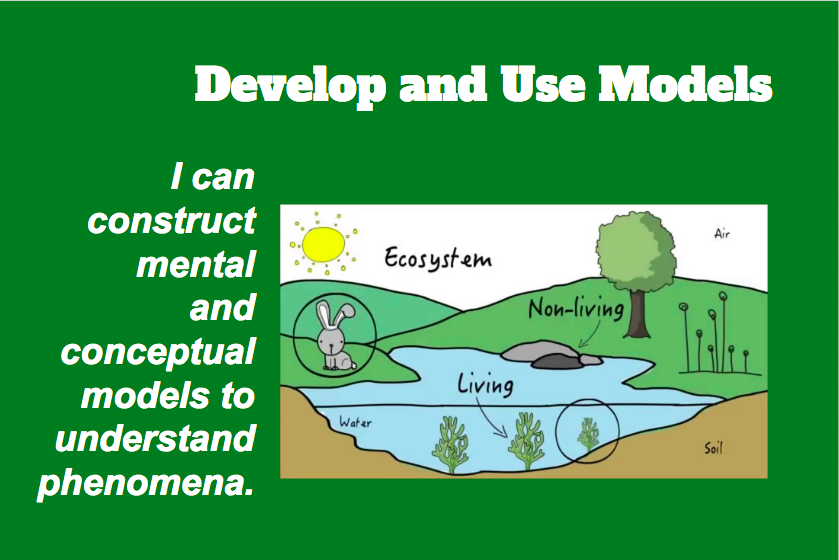 Develop and Use Models
I can
construct
mental
and
conceptual
models to
understand
phenomena.
Air
Ecosystem
Non-living
Living
Water
Soil